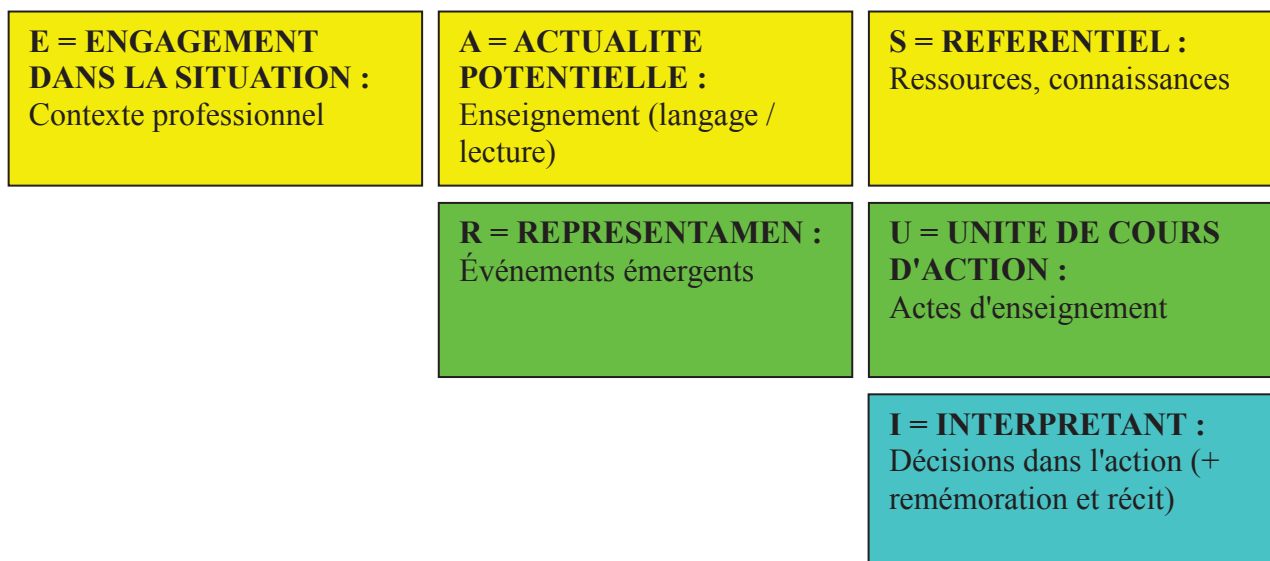 E = ENGAGEMENT
DANS LA SITUATION :
Contexte professionnel
A = ACTUALITE
POTENTIELLE :
Enseignement (langage /
lecture)
S = REFERENTIEL :
Ressources, connaissances
R = REPRESENTAMEN :
Événements émergents
U = UNITE DE COURS
D'ACTION :
Actes d'enseignement
I = INTERPRETANT :
Décisions dans l'action (+
remémoration et récit)